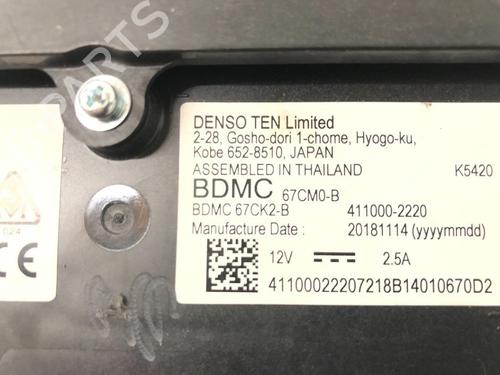 DENSO TEN Limited
2-28, Gosho-dori 1-chome, Hyogo-ku,
Kobe 652-8510, JAPAN
ASSEMBLED IN THAILAND K5420
BDMC 67CM0-B
BDMC 67CK2-B 411000-2220
Manufacture Date : 20181114 (yyyymmdd)
12V 2.5A
41100022207218B14010670D2
024
CE
PARTS